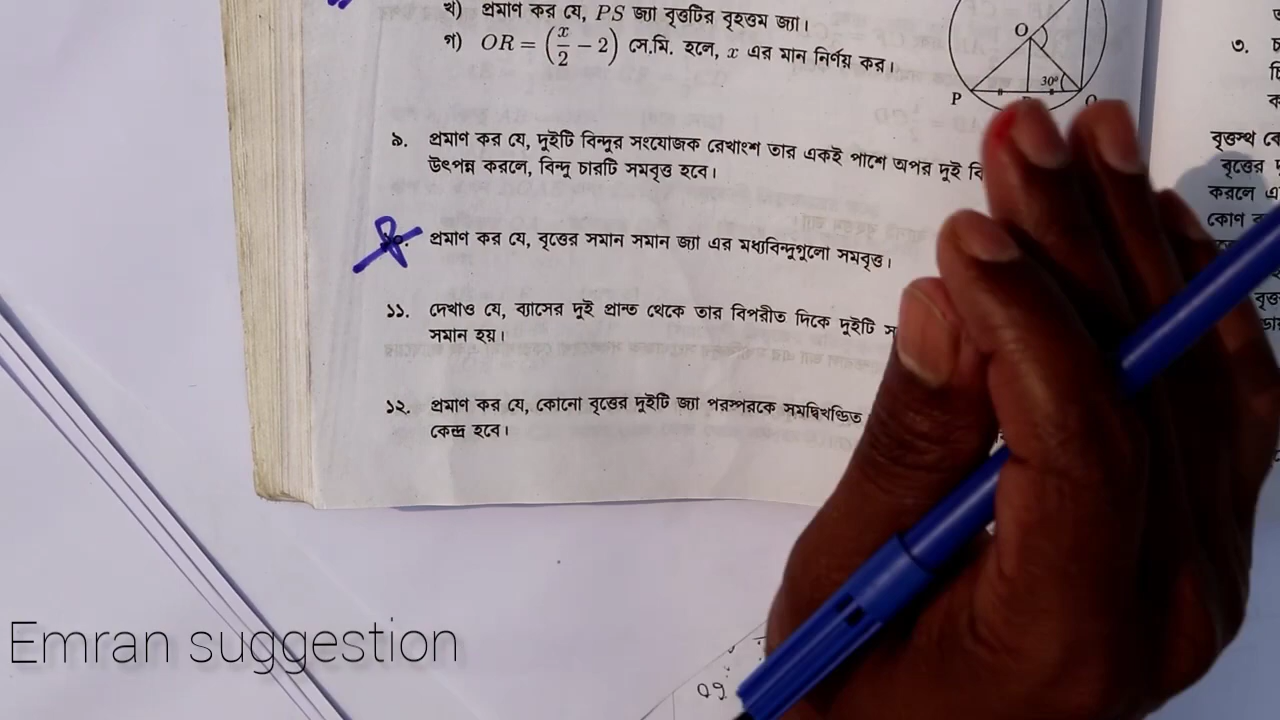 খ) প্রমাণ কর যে, PS জ্যা বৃত্তটির বৃহত্তম জ্যা।
গ) OR = (x/2 − 2) সে.মি. হলে, x এর মান নির্ণয় কর।
O
30°
P
৯. প্রমাণ কর যে, দুইটি বিন্দুর সংযোজক রেখাংশ তার একই পাশে অপর দুই
উৎপন্ন করলে, বিন্দু চারটি সমবৃত্ত হবে।
প্রমাণ কর যে, বৃত্তের সমান সমান জ্যা এর মধ্যবিন্দুগুলো সমবৃত্ত।
১১. দেখাও যে, ব্যাসের দুই প্রান্ত থেকে তার বিপরীত দিকে দুইটি
সমান হয়।
১২. প্রমাণ কর যে, কোনো বৃত্তের দুইটি জ্যা পরস্পরকে সমদ্বিখণ্ডিত
কেন্দ্র হবে।
৩.
বৃত্তস্থ
বৃত্তের
করলে
কোণ
60
Emran suggestion